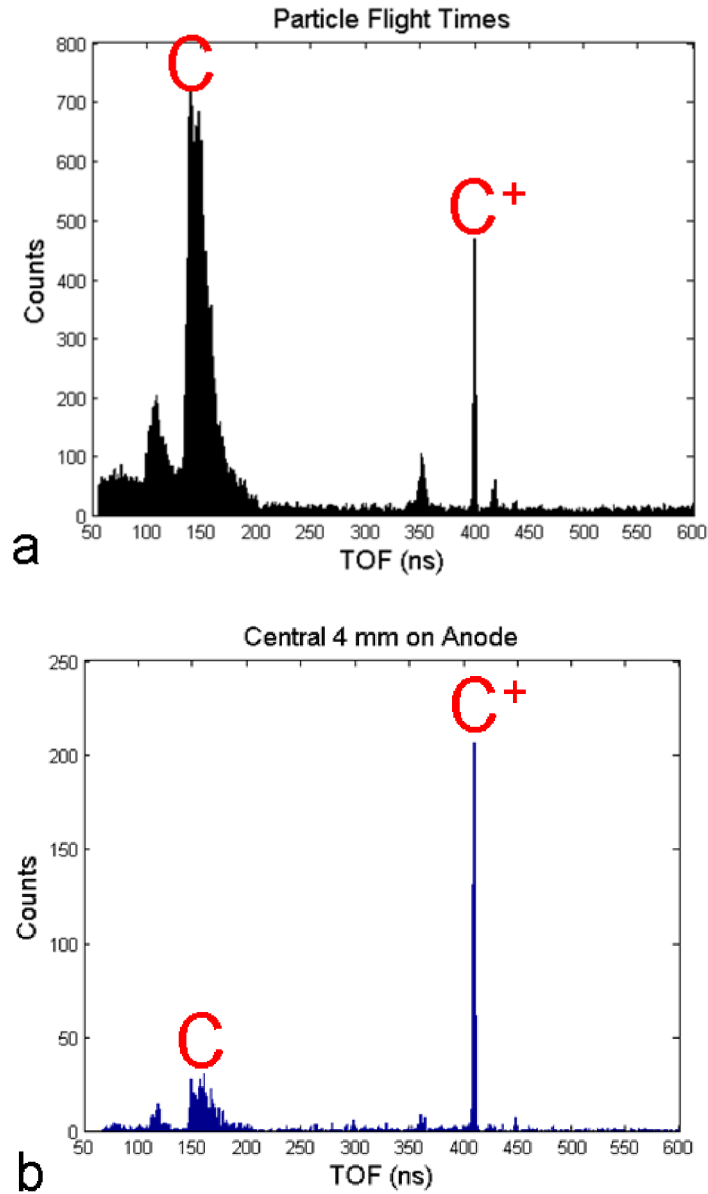 Particle Flight Times
800
700
600
500
400
300
200
100
0
Counts
C
C+
50 100 150 200 250 300 350 400 450 500 550 600
TOF (ns)
a
Central 4 mm on Anode
250
200
150
100
50
0
Counts
C
C+
50 100 150 200 250 300 350 400 450 500 550 600
TOF (ns)
b